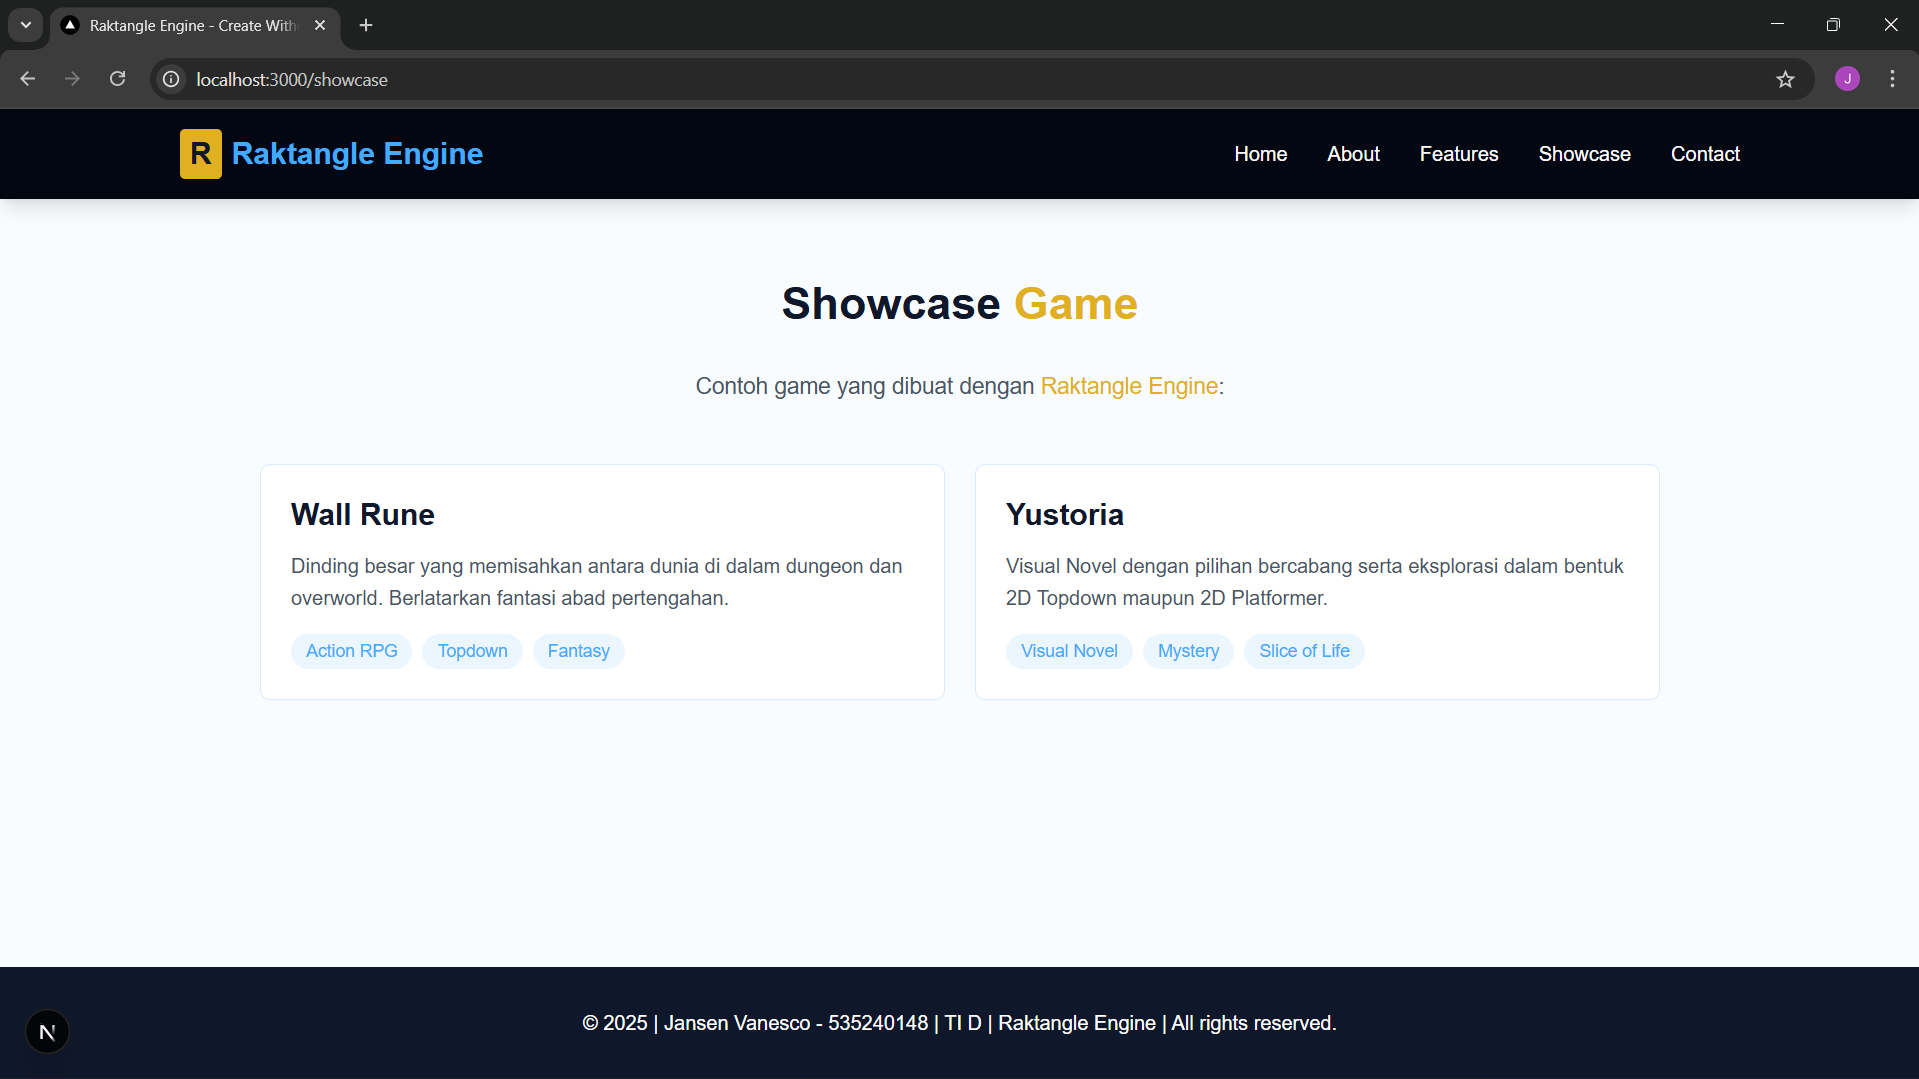 Raktangle Engine - Create With
localhost:3000/showcase
J
R Raktangle Engine
Home About Features Showcase Contact
Showcase Game
Contoh game yang dibuat dengan Raktangle Engine:
Wall Rune
Dinding besar yang memisahkan antara dunia di dalam dungeon dan
overworld. Berlatarkan fantasi abad pertengahan.
Action RPG Topdown Fantasy
Yustoria
Visual Novel dengan pilihan bercabang serta eksplorasi dalam bentuk
2D Topdown maupun 2D Platformer.
Visual Novel Mystery Slice of Life
N
© 2025 | Jansen Vanesco - 535240148 | TI D | Raktangle Engine | All rights reserved.